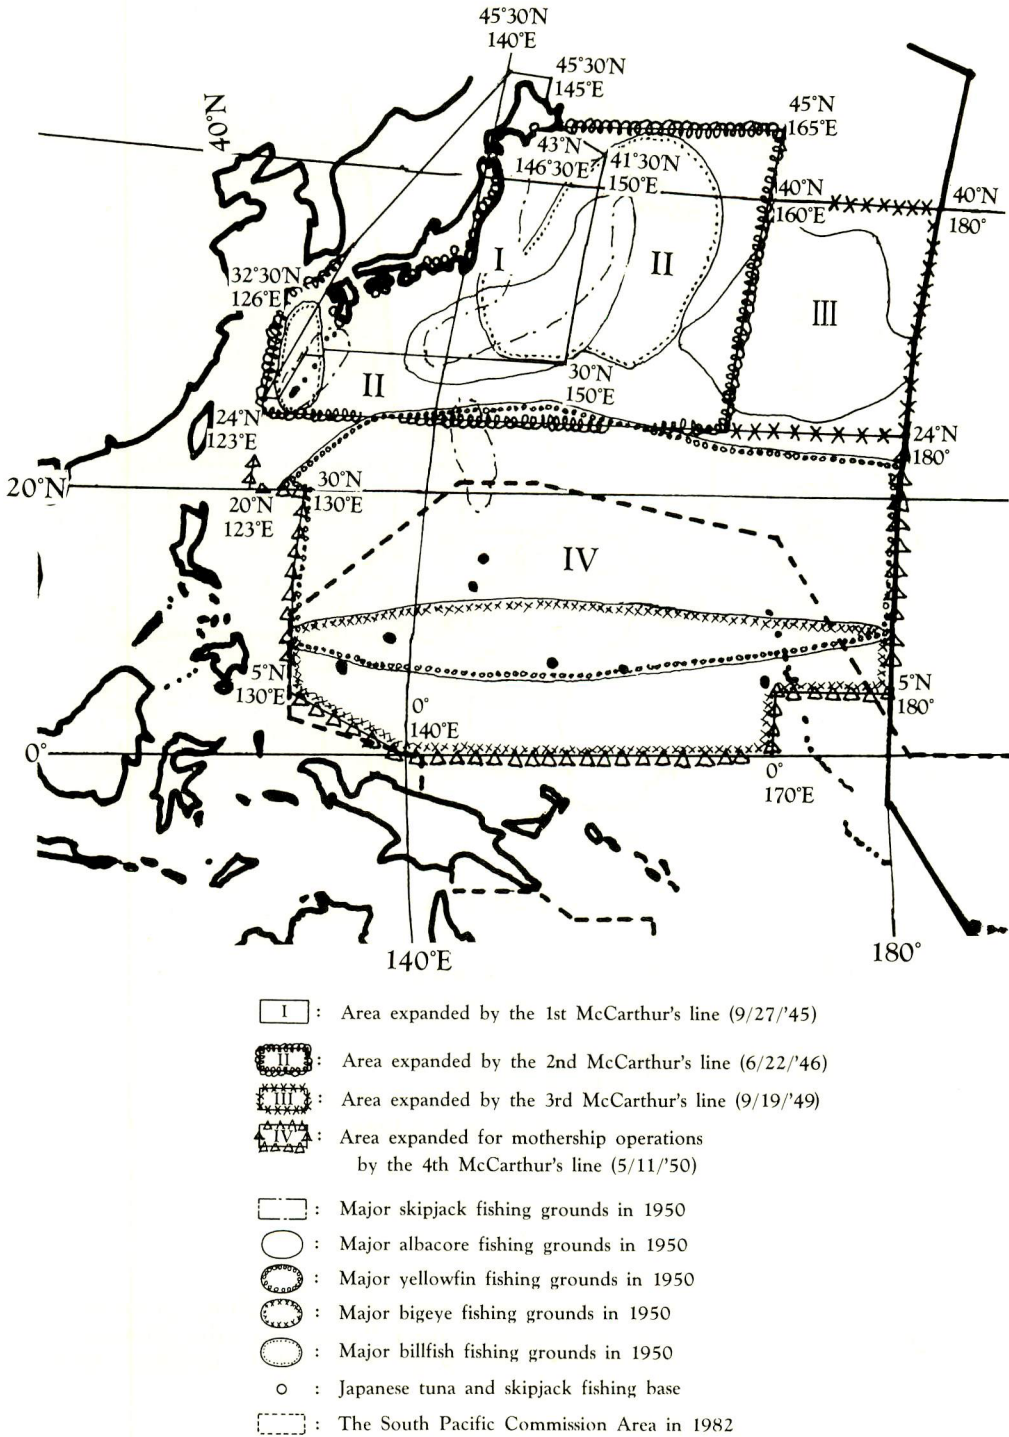 45°30'N
140°E
45°30'N
145°E
40°N
45°N
165°E
43°N
146°30'E
41°30'N
150°E
40°N
160°E
40°N
180°
I
II
III
32°30'N
126°E
II
30°N
150°E
24°N
123°E
24°N
180°
20°N
30°N
130°E
20°N
123°E
IV
5°N
130°E
5°N
180°
0°
140°E
0°
0°
170°E
140°E
180°
I : Area expanded by the 1st McCarthur's line (9/27/'45)
II : Area expanded by the 2nd McCarthur's line (6/22/'46)
III : Area expanded by the 3rd McCarthur's line (9/19/'49)
IV : Area expanded for mothership operations
by the 4th McCarthur's line (5/11/'50)
: Major skipjack fishing grounds in 1950
: Major albacore fishing grounds in 1950
: Major yellowfin fishing grounds in 1950
: Major bigeye fishing grounds in 1950
: Major billfish fishing grounds in 1950
: Japanese tuna and skipjack fishing base
: The South Pacific Commission Area in 1982